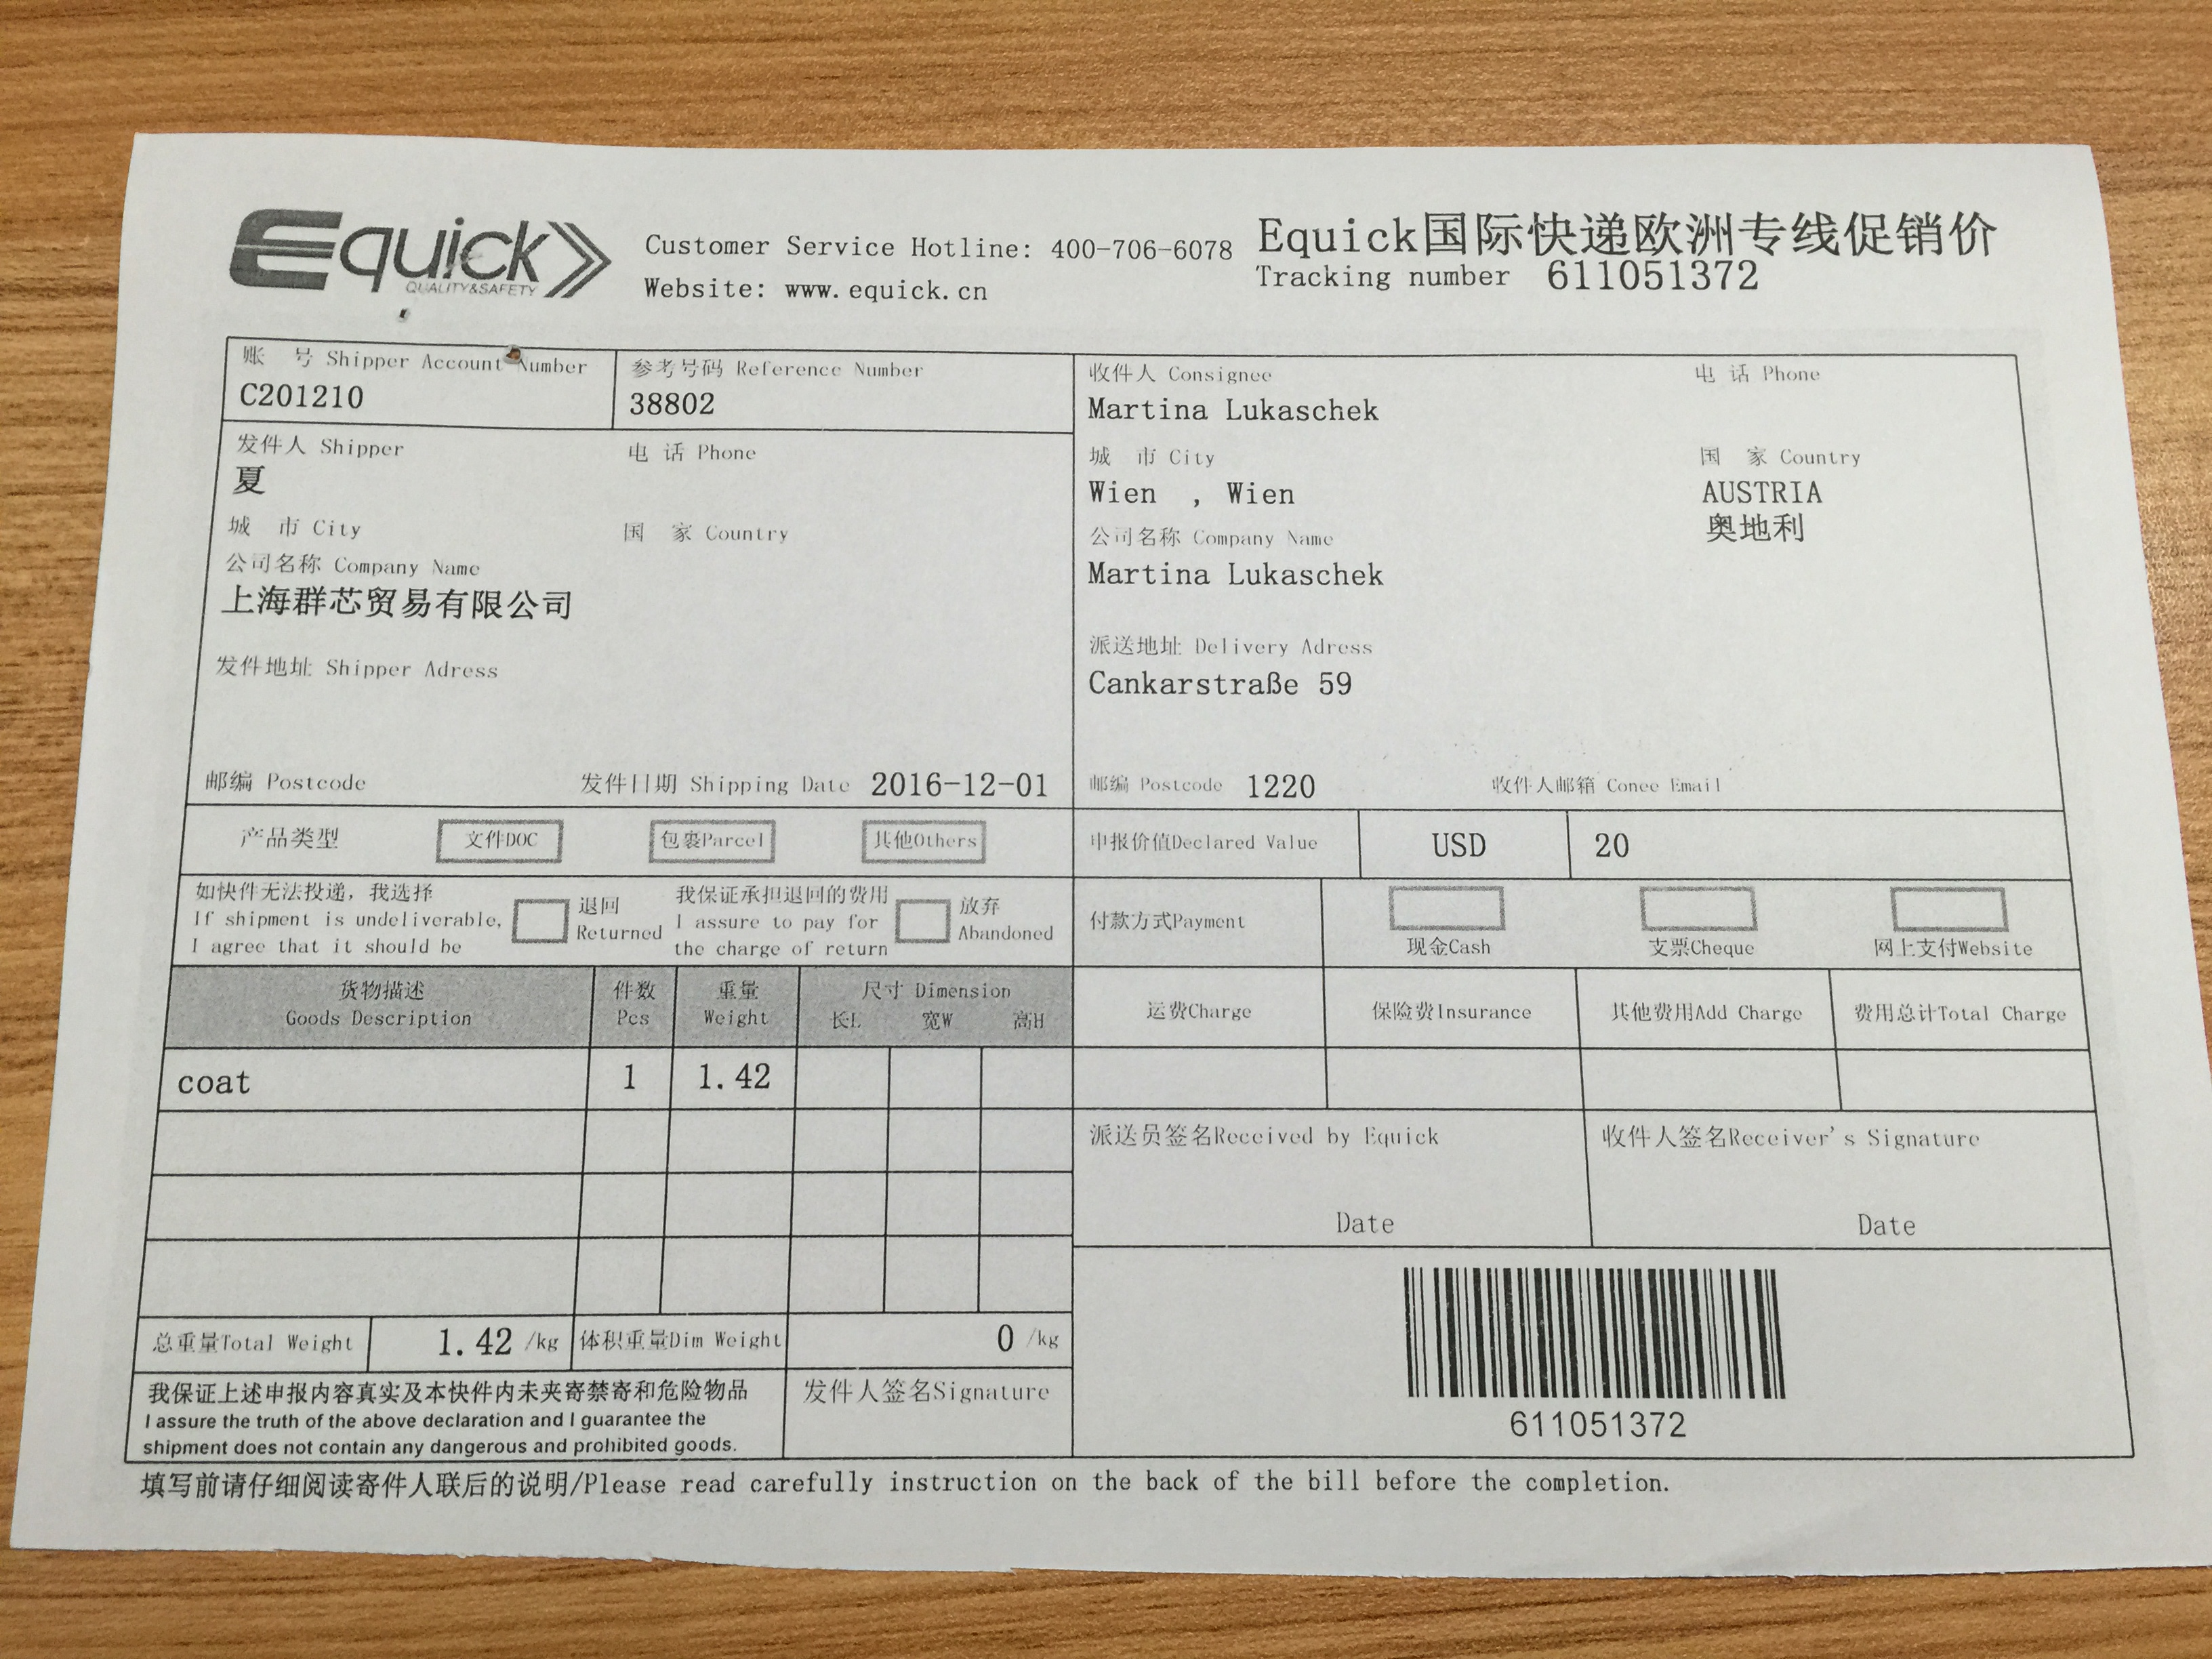 Equick
QUALITY&SAFETY
Customer Service Hotline: 400-706-6078
Website: www.equick.cn
Equick国际快递欧洲专线促销价
Tracking number 611051372
账 号 Shipper Account Number
C201210
参考号码 Reference Number
38802
发件人 Shipper
夏
电 话 Phone
城 市 City
国 家 Country
公司名称 Company Name
上海群芯贸易有限公司
发件地址 Shipper Adress
邮编 Postcode
发件日期 Shipping Date 2016-12-01
收件人 Consignee
Martina Lukaschek
电 话 Phone
城 市 City
Wien , Wien
国 家 Country
AUSTRIA
奥地利
公司名称 Company Name
Martina Lukaschek
派送地址 Delivery Adress
Cankarstraße 59
邮编 Postcode 1220
收件人邮箱 Conee Email
产品类型
文件DOC
包裹Parcel
其他Others
申报价值Declared Value
USD
20
如快件无法投递，我选择
If shipment is undeliverable,
I agree that it should be
退回
Returned
我保证承担退回的费用
I assure to pay for
the charge of return
放弃
Abandoned
付款方式Payment
现金Cash
支票Cheque
网上支付Website
货物描述
Goods Description
件数
Pcs
重量
Weight
尺寸 Dimension
长L 宽W 高H
运费Charge
保险费Insurance
其他费用Add Charge
费用总计Total Charge
coat
1
1.42
派送员签名Received by Equick
Date
收件人签名Receiver's Signature
Date
总重量Total Weight
1.42 /kg
体积重量Dim Weight
0 /kg
我保证上述申报内容真实及本快件内未夹寄禁寄和危险物品
I assure the truth of the above declaration and I guarantee the
shipment does not contain any dangerous and prohibited goods.
发件人签名Signature
611051372
填写前请仔细阅读寄件人联后的说明/Please read carefully instruction on the back of the bill before the completion.